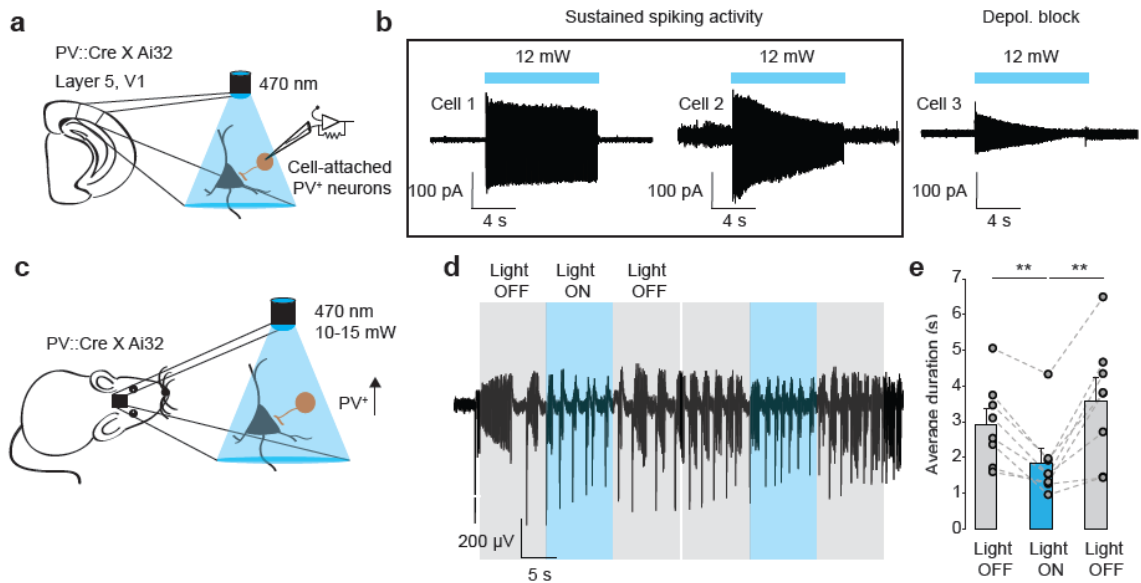 a
PV::Cre X Ai32
Layer 5, V1
470 nm
Cell-attached
PV⁺ neurons
b
Sustained spiking activity
Depol. block
12 mW
12 mW
12 mW
Cell 1
Cell 2
Cell 3
100 pA
4 s
100 pA
4 s
100 pA
4 s
c
PV::Cre X Ai32
470 nm
10-15 mW
PV⁺
d
Light
OFF
Light
ON
Light
OFF
200 µV
5 s
e
** **
Average duration (s)
7
6
5
4
3
2
1
0
Light
OFF
Light
ON
Light
OFF